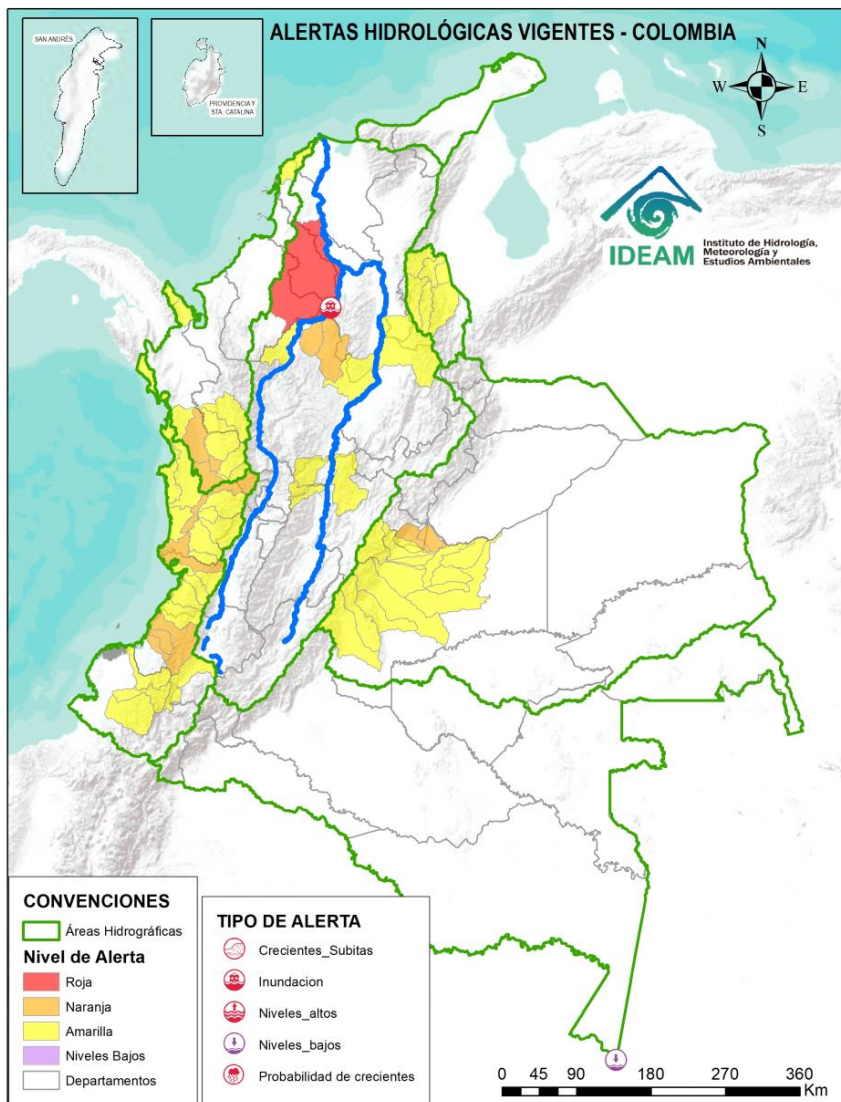 ALERTAS HIDROLÓGICAS VIGENTES - COLOMBIA
SAN ANDRÉS
PROVIDENCIA Y
STA. CATALINA
N
W
E
S
IDEAM
Instituto de Hidrología,
Meteorología y
Estudios Ambientales
CONVENCIONES
Áreas Hidrográficas
Nivel de Alerta
Roja
Naranja
Amarilla
Niveles Bajos
Departamentos
TIPO DE ALERTA
Crecientes_Subitas
Inundacion
Niveles_altos
Niveles_bajos
Probabilidad de crecientes
0 45 90 180 270 360
Km